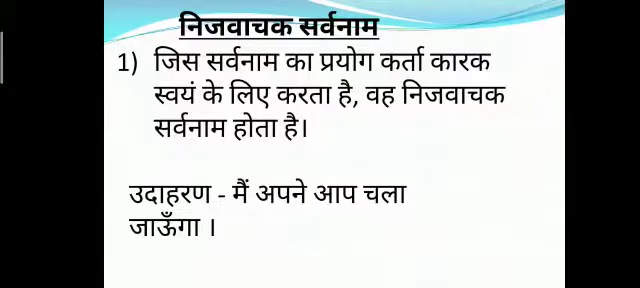 निजवाचक सर्वनाम
1) जिस सर्वनाम का प्रयोग कर्ता कारक
स्वयं के लिए करता है, वह निजवाचक
सर्वनाम होता है।
उदाहरण - मैं अपने आप चला
जाऊँगा ।